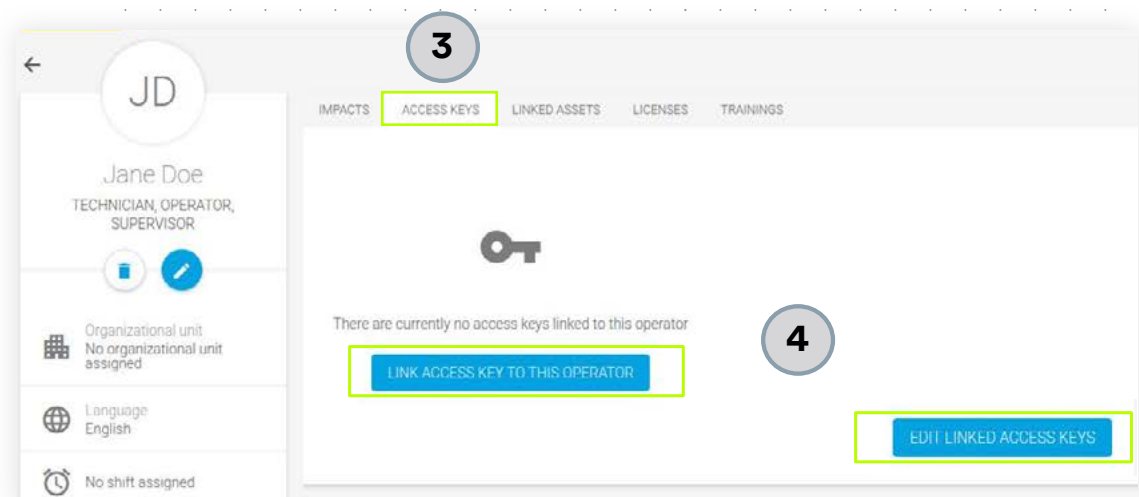 3
JD
IMPACTS ACCESS KEYS LINKED ASSETS LICENSES TRAININGS
Jane Doe
TECHNICIAN, OPERATOR,
SUPERVISOR
There are currently no access keys linked to this operator
4
LINK ACCESS KEY TO THIS OPERATOR
Organizational unit
No organizational unit
assigned
Language
English
EDIT LINKED ACCESS KEYS
No shift assigned